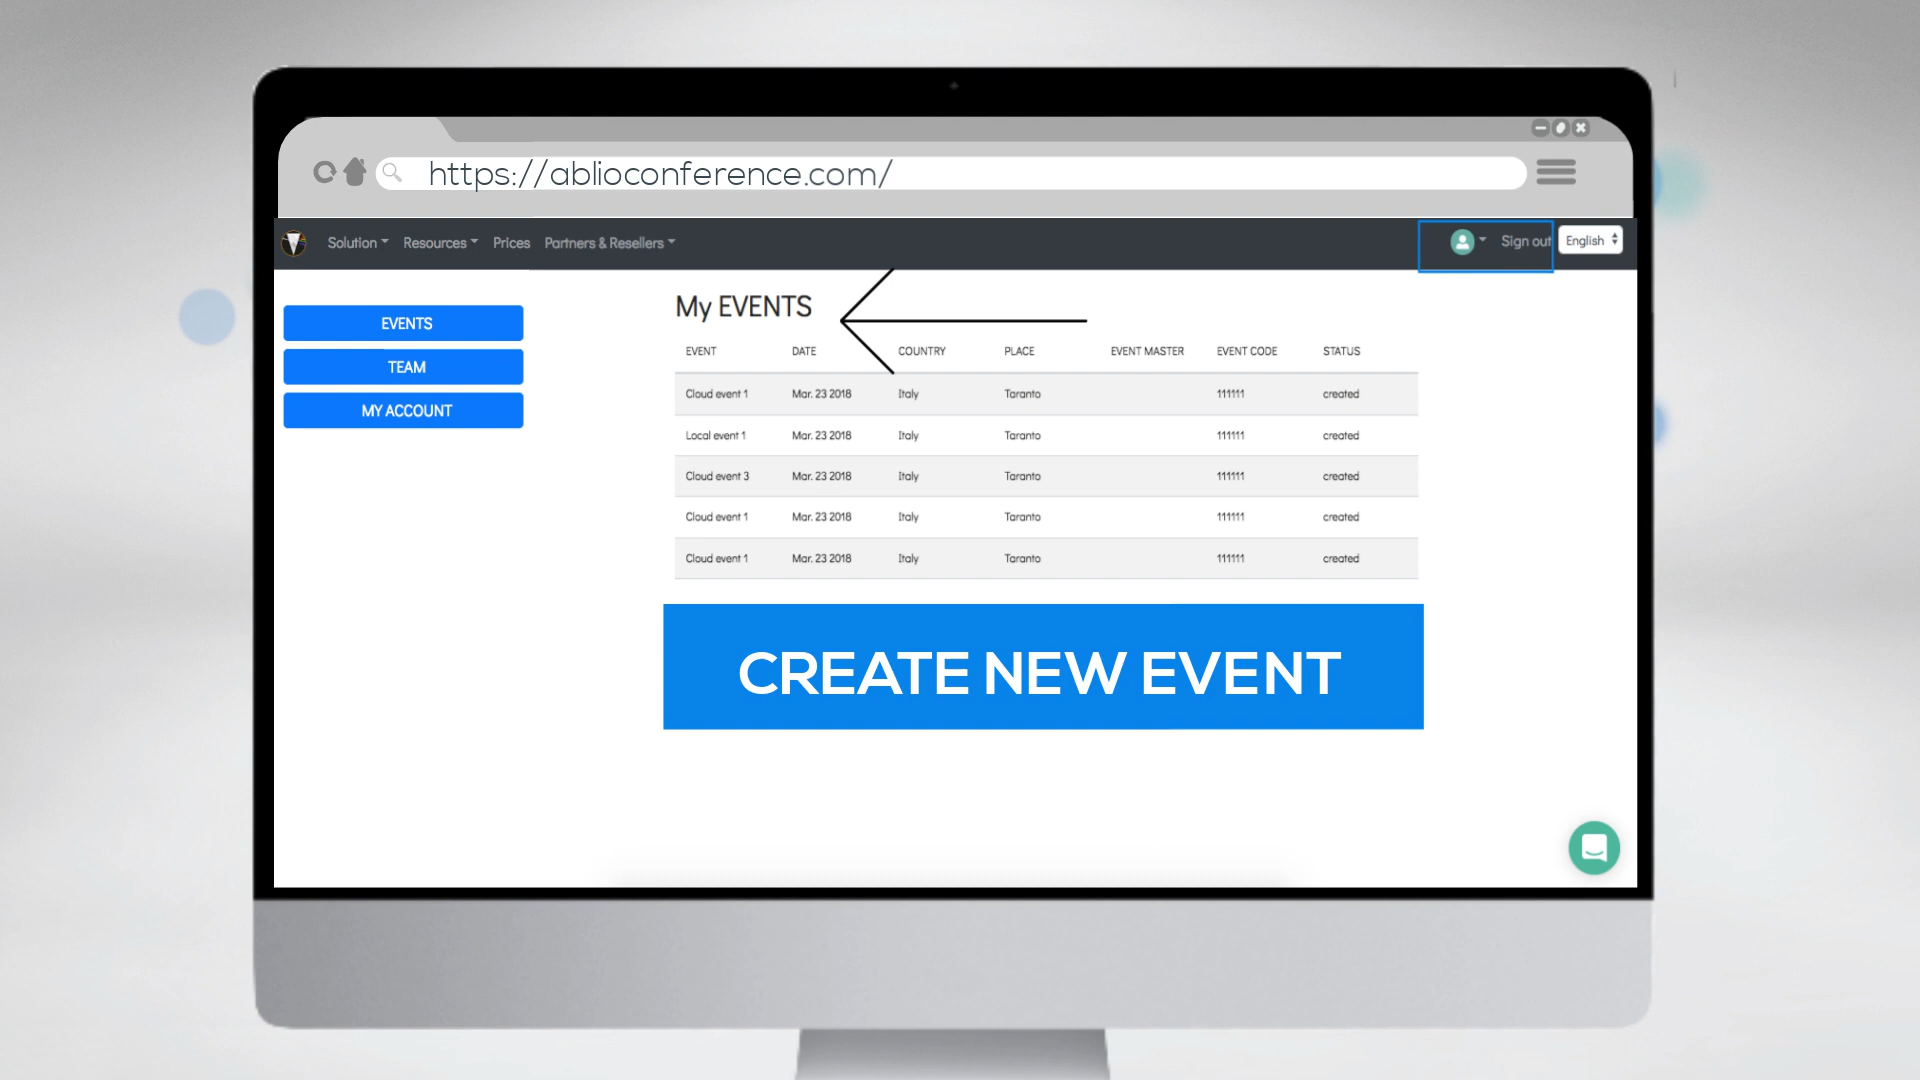 https://ablioconference.com/
Solution Resources Prices Partners & Resellers Sign out English
EVENTS
TEAM
MY ACCOUNT
My EVENTS
EVENT DATE COUNTRY PLACE EVENT MASTER EVENT CODE STATUS
Cloud event 1 Mar. 23 2018 Italy Taranto 111111 created
Local event 1 Mar. 23 2018 Italy Taranto 111111 created
Cloud event 3 Mar. 23 2018 Italy Taranto 111111 created
Cloud event 1 Mar. 23 2018 Italy Taranto 111111 created
Cloud event 1 Mar. 23 2018 Italy Taranto 111111 created
CREATE NEW EVENT